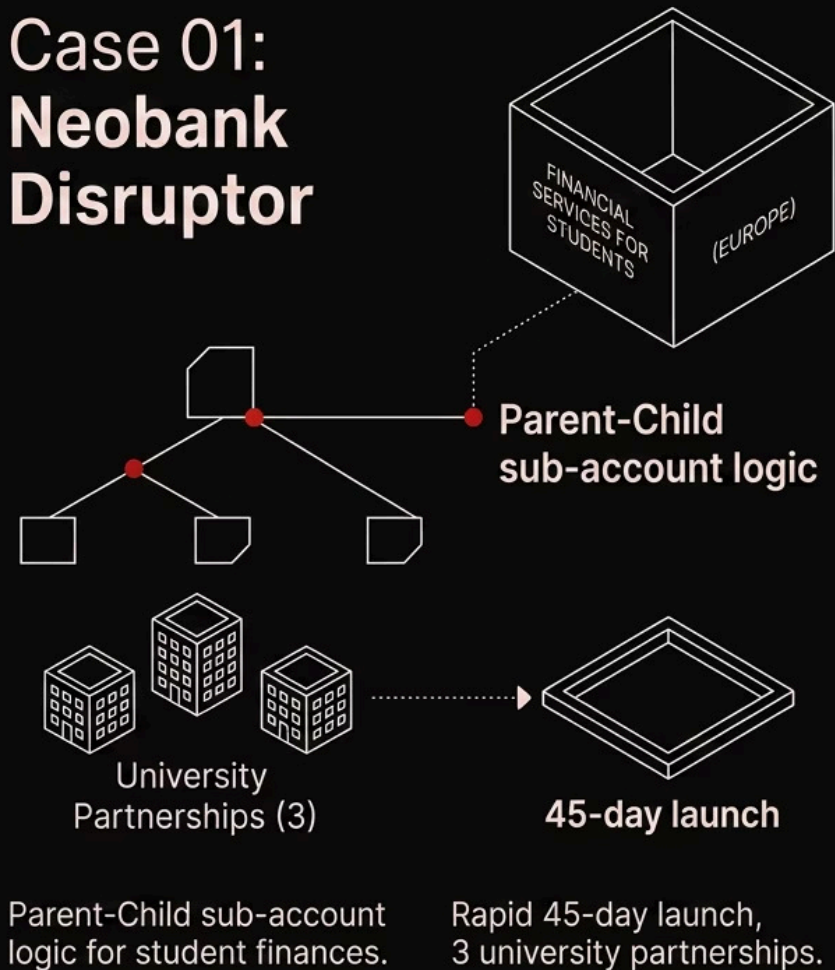 Case 01:
Neobank
Disruptor
FINANCIAL
SERVICES FOR
STUDENTS
(EUROPE)
Parent-Child
sub-account logic
University
Partnerships (3)
45-day launch
Parent-Child sub-account
logic for student finances.
Rapid 45-day launch,
3 university partnerships.